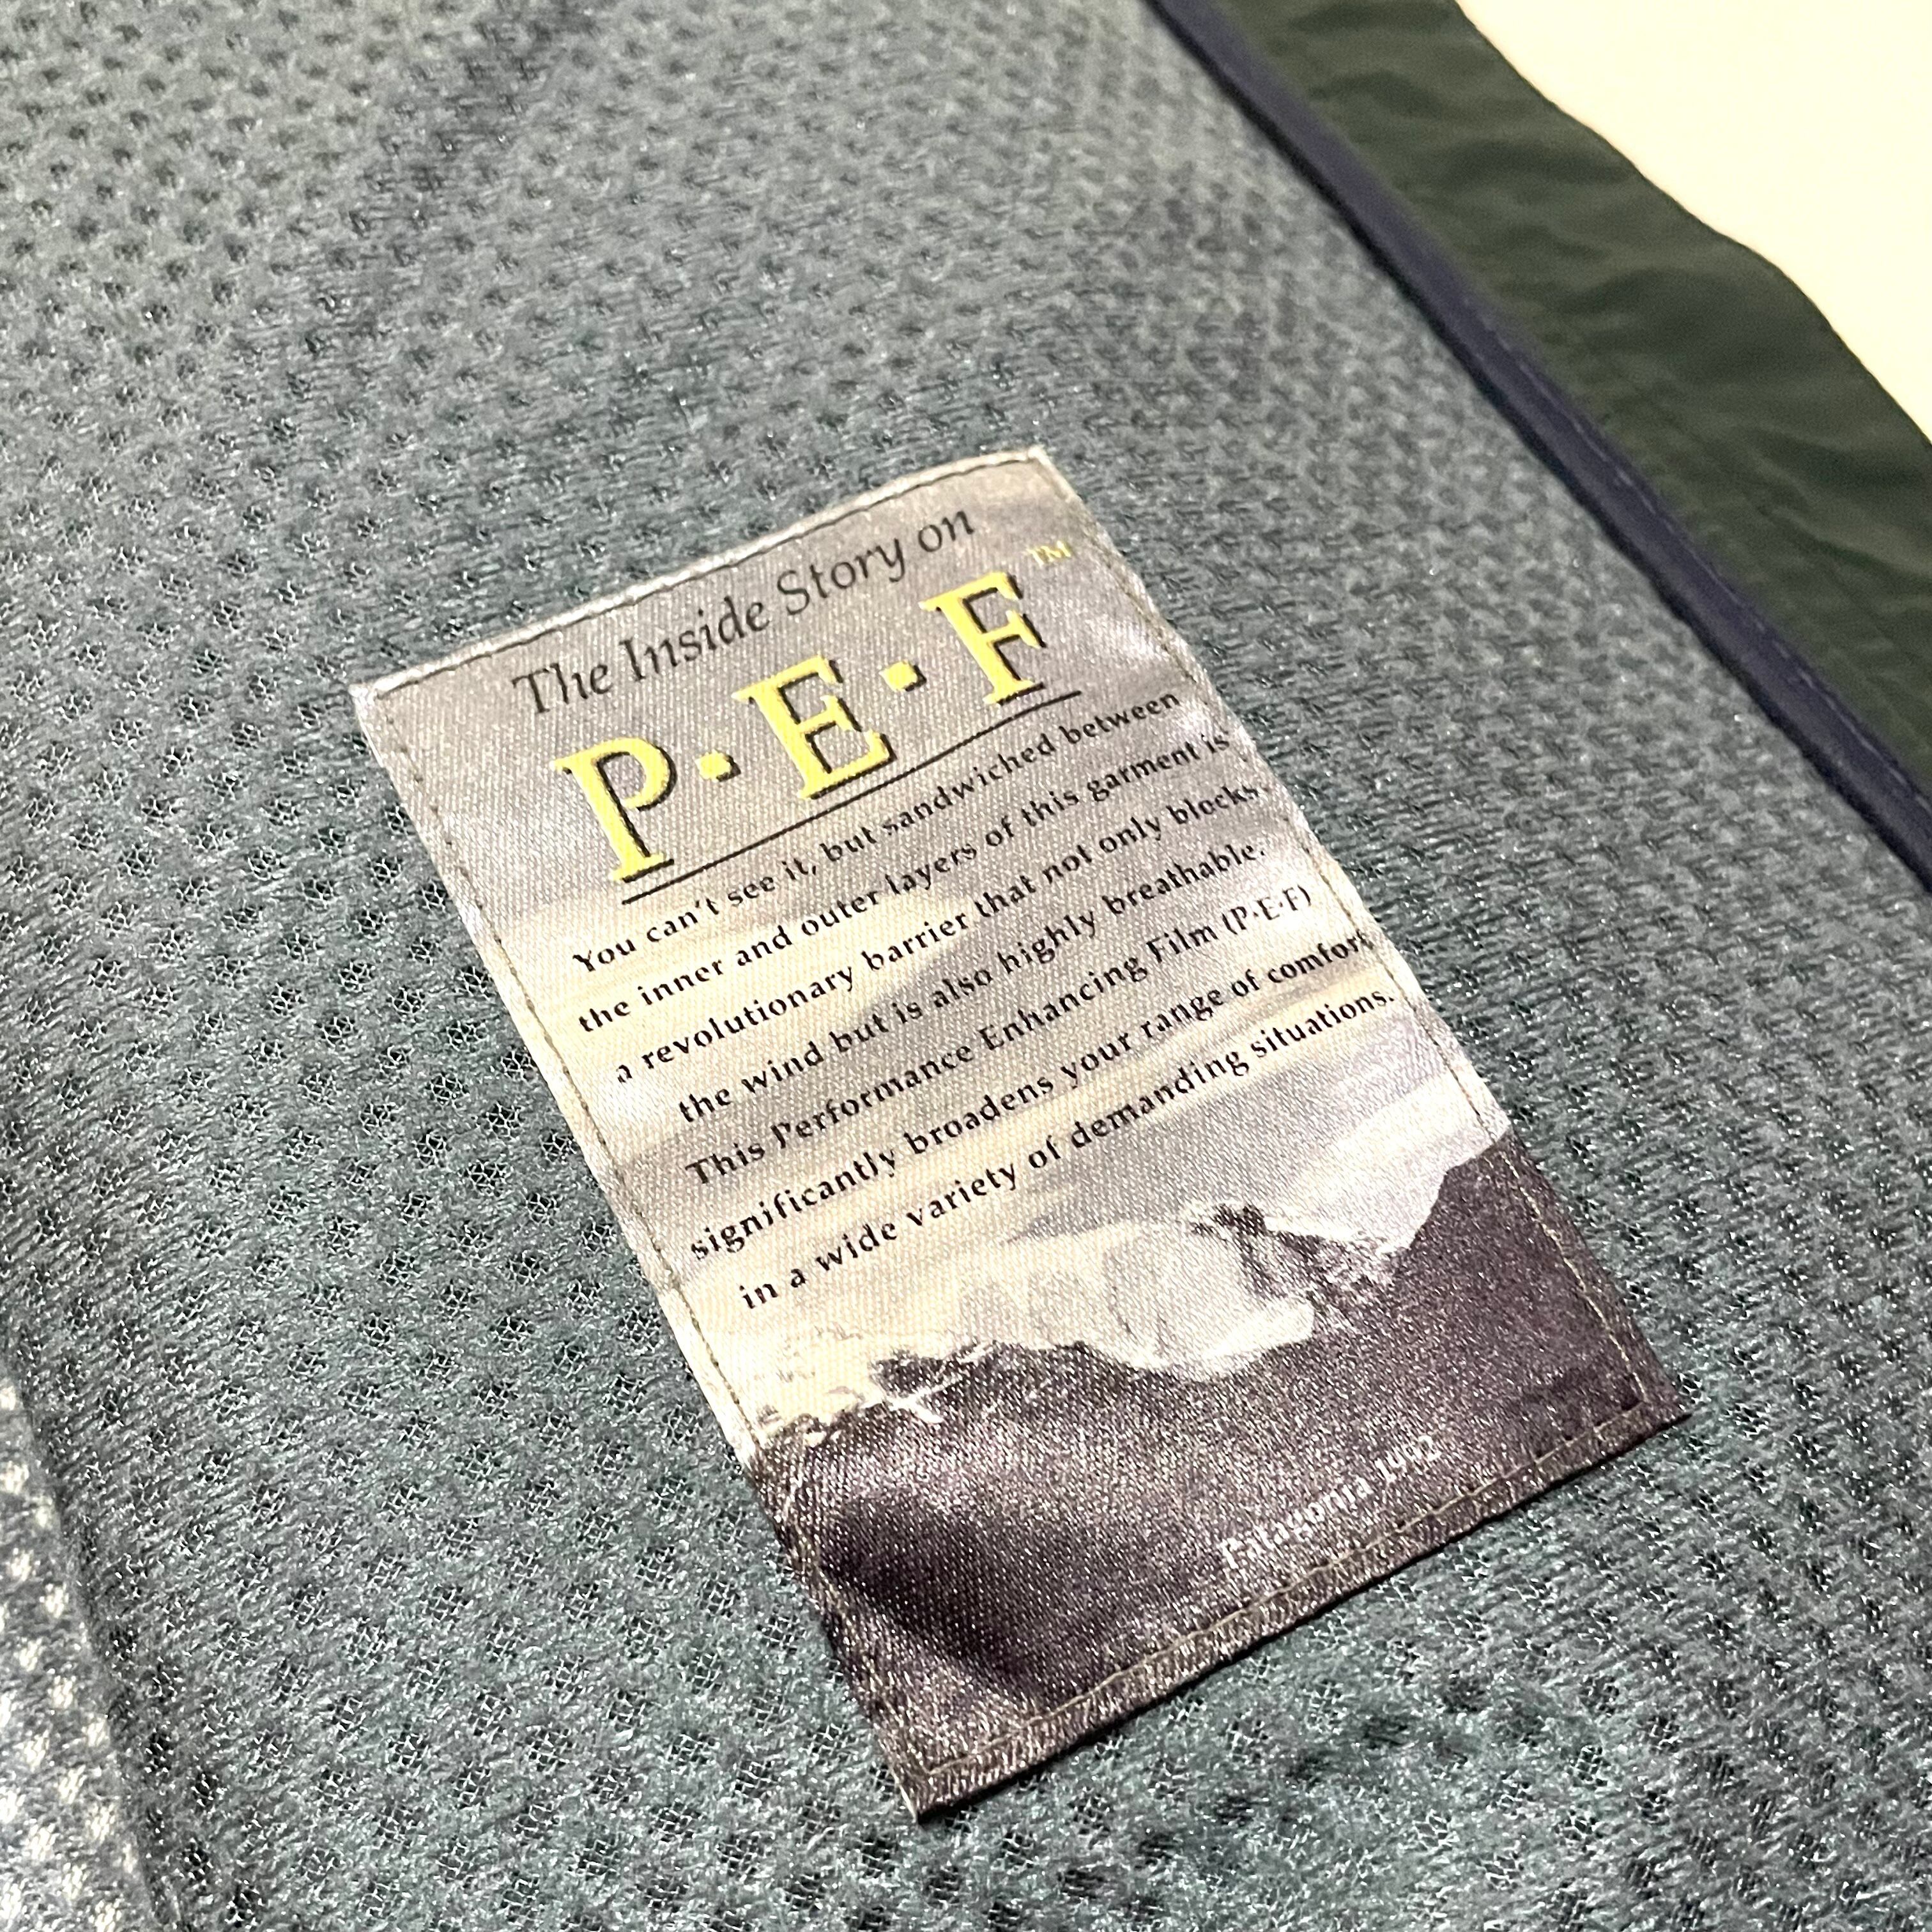 The Inside Story on
P·E·F™
You can't see it, but sandwiched between
the inner and outer layers of this garment is
a revolutionary barrier that not only blocks
the wind but is also highly breathable.
This Performance Enhancing Film (P·E·F)
significantly broadens your range of comfort
in a wide variety of demanding situations.
Patagonia 1992